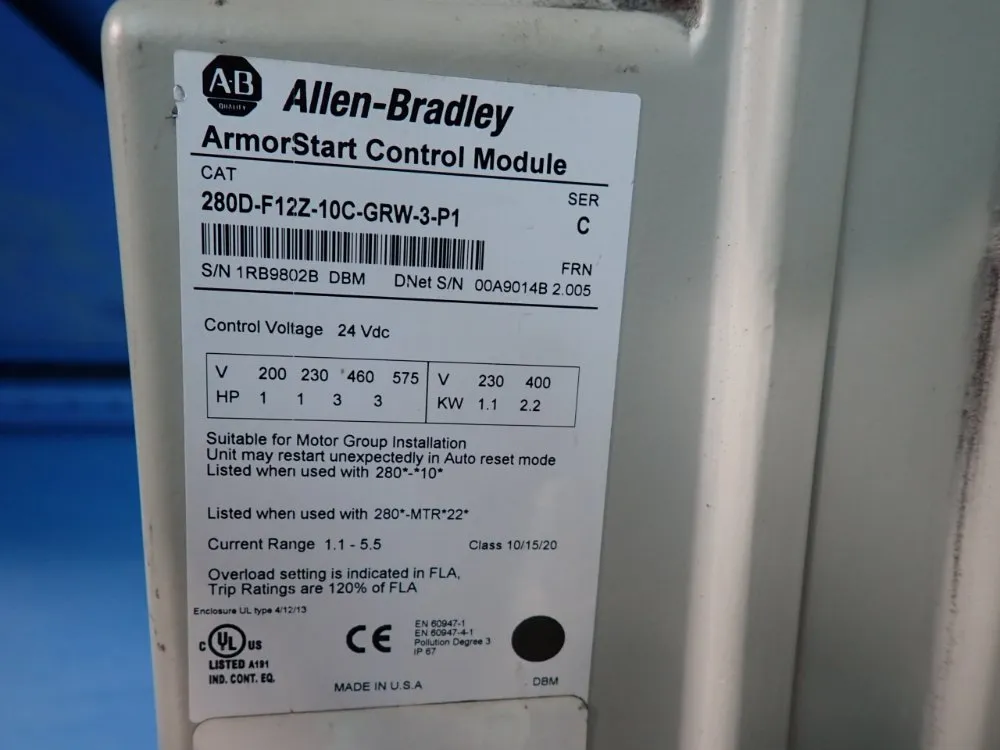 A·B
QUALITY
Allen-Bradley
ArmorStart Control Module
CAT
SER
280D-F12Z-10C-GRW-3-P1
C
FRN
S/N 1RB9802B DBM DNet S/N 00A9014B 2.005
Control Voltage 24 Vdc
V 200 230 460 575 V 230 400
HP 1 1 3 3 KW 1.1 2.2
Suitable for Motor Group Installation
Unit may restart unexpectedly in Auto reset mode
Listed when used with 280*-*10*
Listed when used with 280*-MTR*22*
Current Range 1.1 - 5.5 Class 10/15/20
Overload setting is indicated in FLA,
Trip Ratings are 120% of FLA
Enclosure UL type 4/12/13
C UL US
LISTED A191
IND. CONT. EQ.
CE
EN 60947-1
EN 60947-4-1
Pollution Degree 3
IP 67
MADE IN U.S.A
DBM